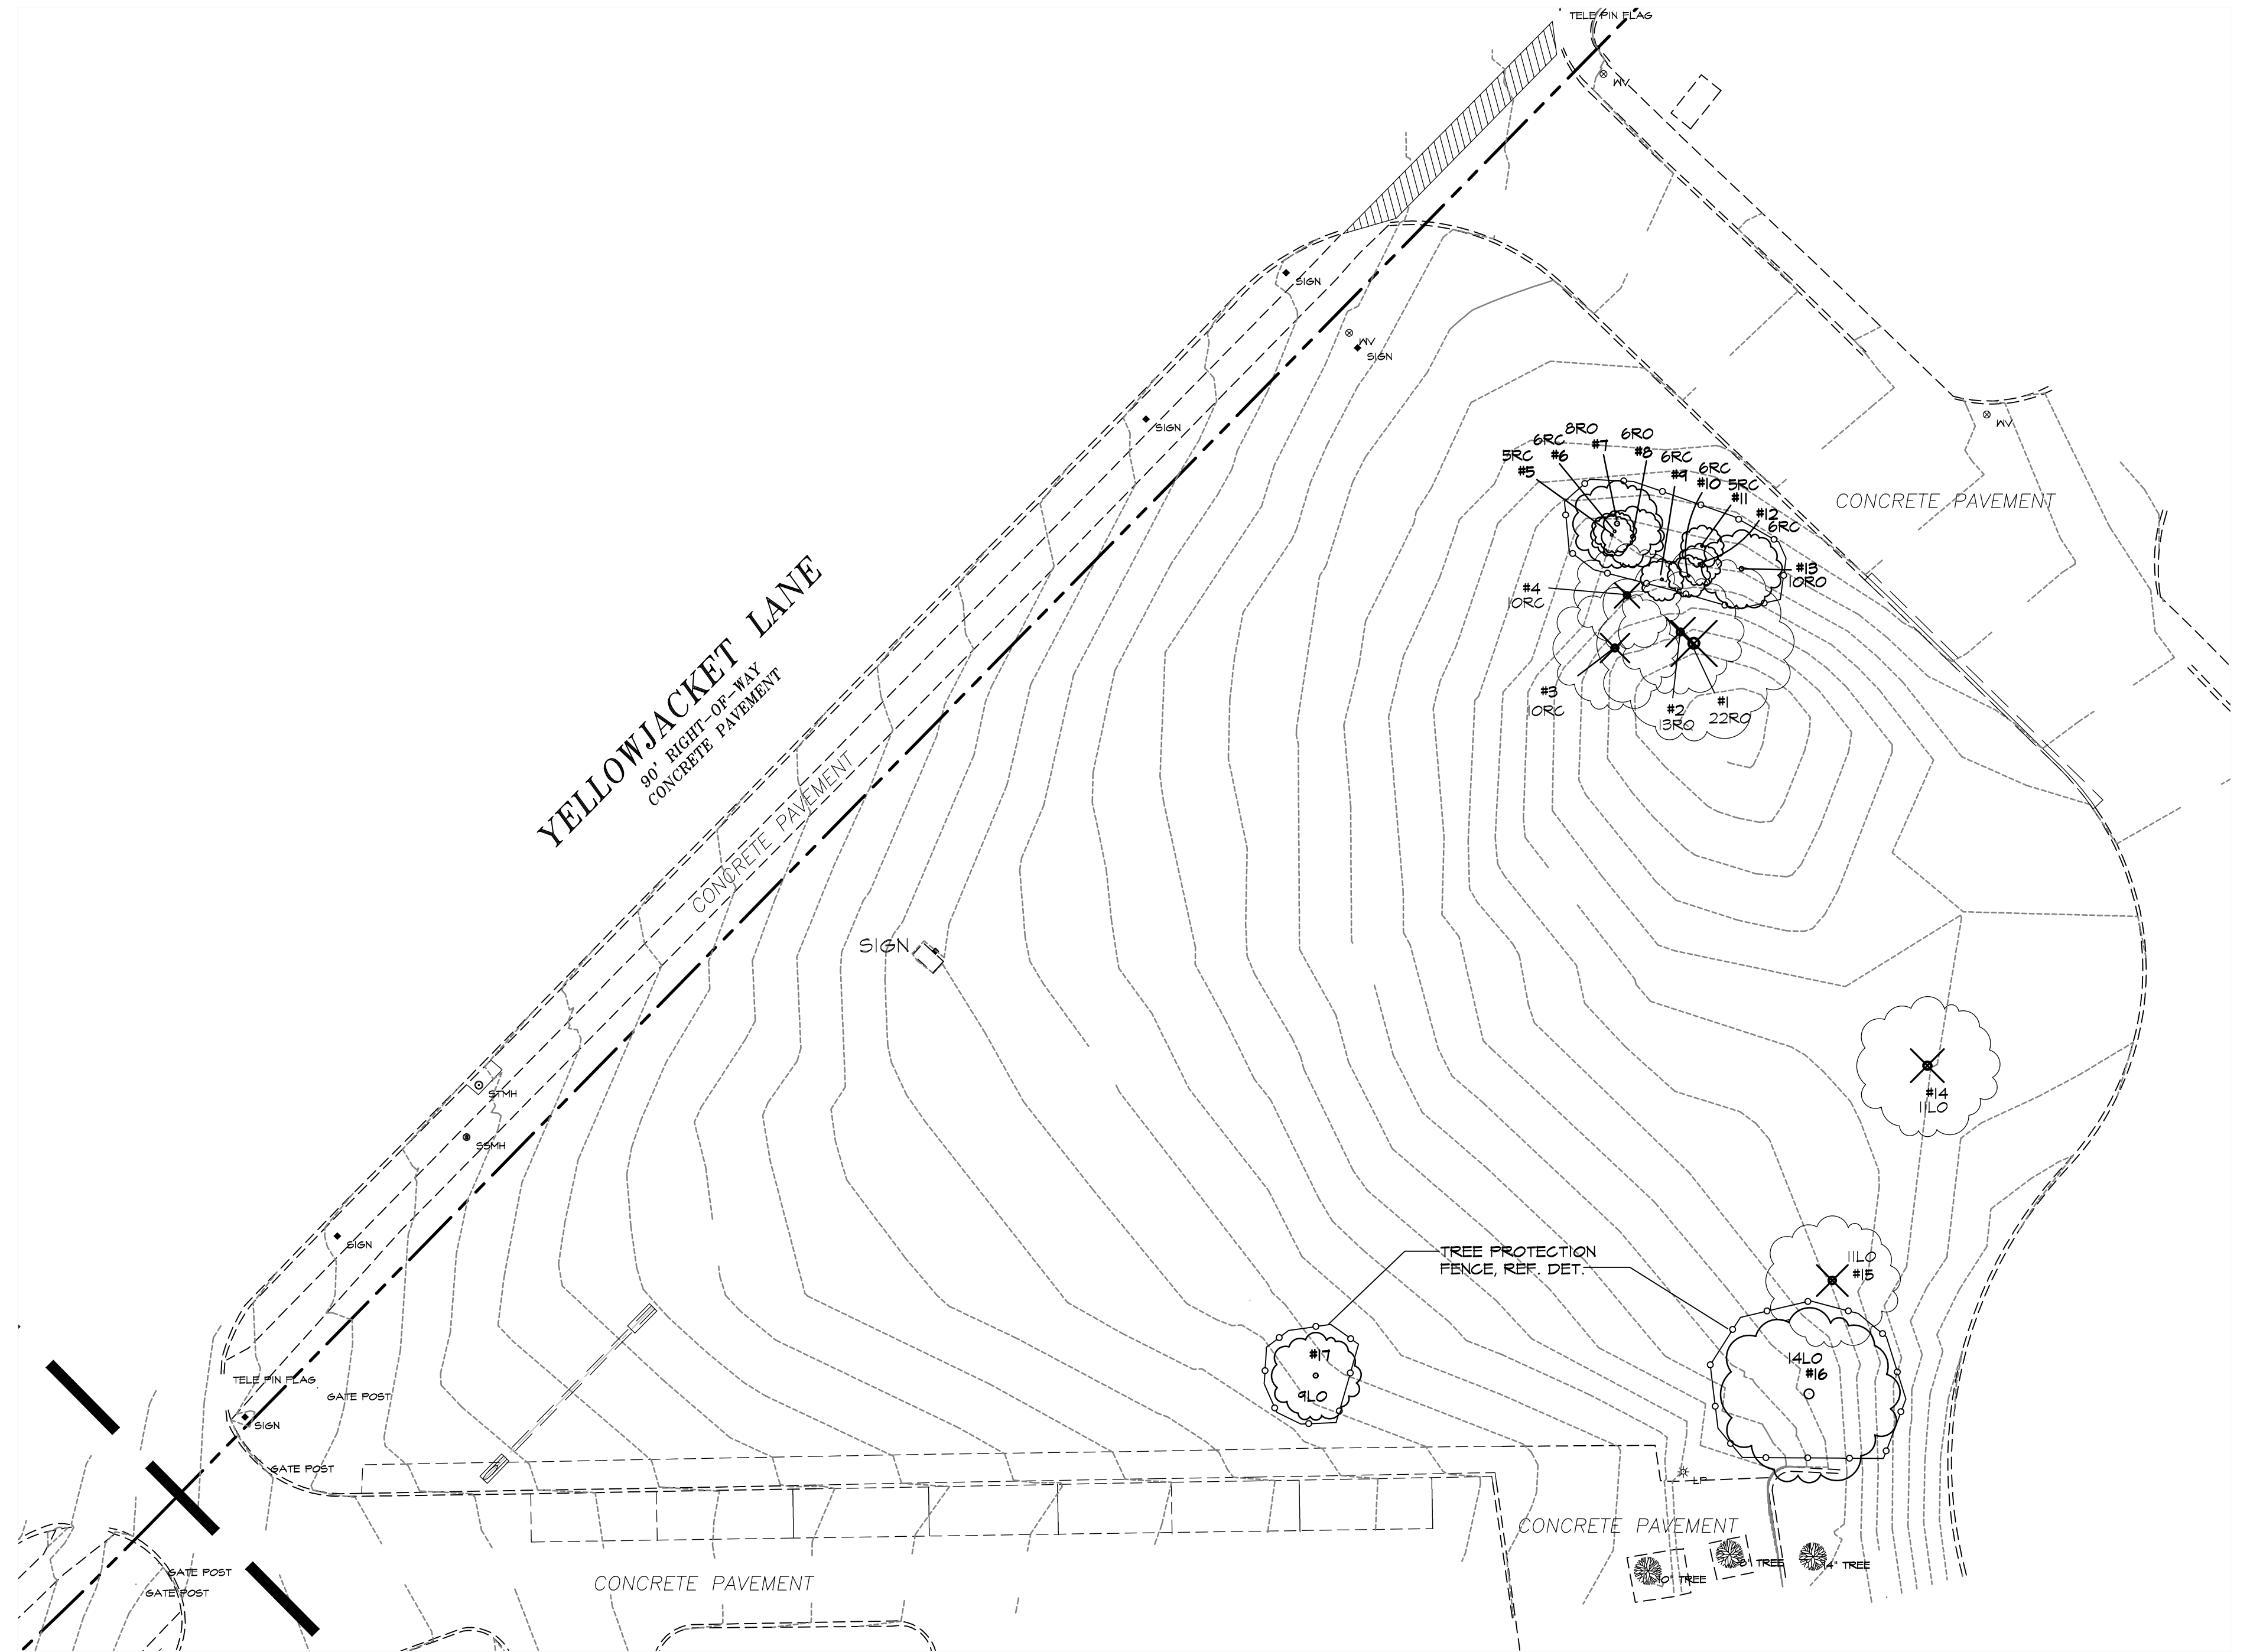 TELE PIN FLAG
WV
SIGN
WV
SIGN
SIGN
WV
8RO
6RO
6RC
#7
5RC
#6
#8
6RC
#5
#9
6RC
#10
5RC
#11
#12
6RC
CONCRETE PAVEMENT
#4
10RC
#13
10RO
#3
10RC
#2
13RO
#1
22RO
YELLOWJACKET LANE
90' RIGHT-OF-WAY
CONCRETE PAVEMENT
CONCRETE PAVEMENT
SIGN
STMH
SSMH
#14
11LO
SIGN
TREE PROTECTION
FENCE, REF. DET.
11LO
#15
#17
9LO
14LO
#16
TELE PIN FLAG
GATE POST
SIGN
GATE POST
LP
CONCRETE PAVEMENT
GATE POST
GATE POST
CONCRETE PAVEMENT
TREE
TREE
14" TREE